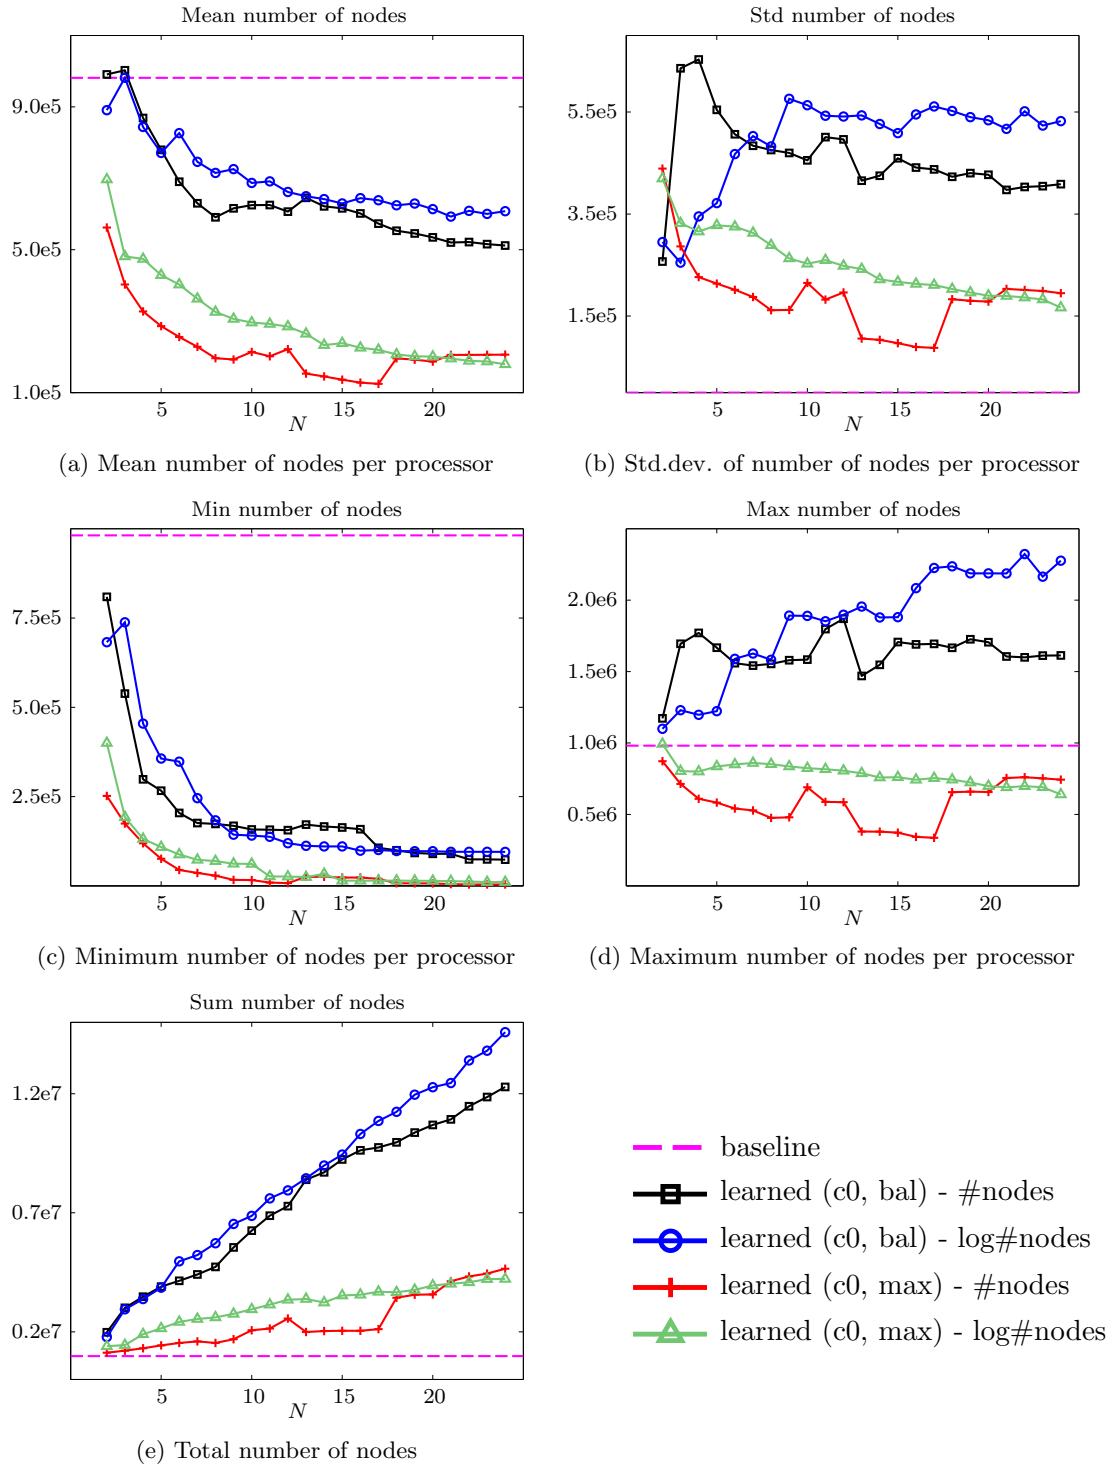 Mean number of nodes
9.0e5
5.0e5
1.0e5
5
10
15
20
N
(a) Mean number of nodes per processor
Std number of nodes
5.5e5
3.5e5
1.5e5
5
10
15
20
N
(b) Std.dev. of number of nodes per processor
Min number of nodes
7.5e5
5.0e5
2.5e5
5
10
15
20
N
(c) Minimum number of nodes per processor
Max number of nodes
2.0e6
1.5e6
1.0e6
0.5e6
5
10
15
20
N
(d) Maximum number of nodes per processor
Sum number of nodes
1.2e7
0.7e7
0.2e7
5
10
15
20
N
(e) Total number of nodes
baseline
learned (c0, bal) - #nodes
learned (c0, bal) - log#nodes
learned (c0, max) - #nodes
learned (c0, max) - log#nodes